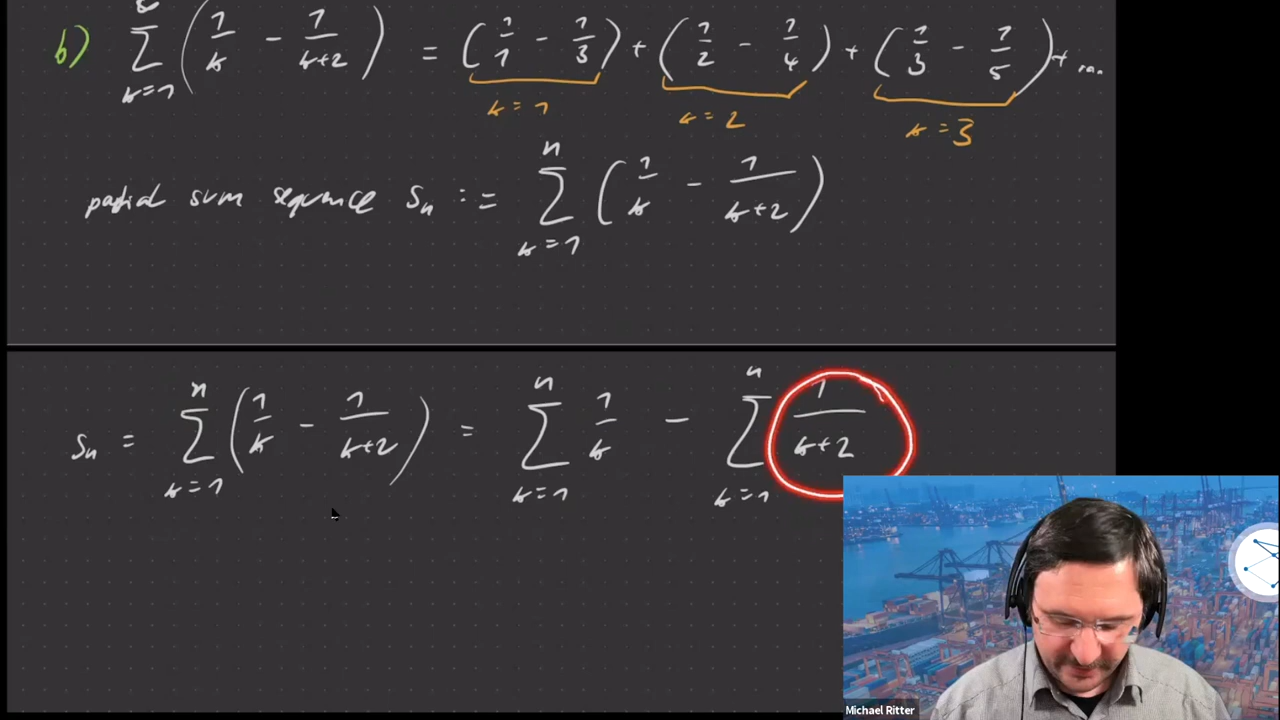 b) ∑_{k=1}^{∞} (1/k - 1/(k+2)) = (1/1 - 1/3) + (1/2 - 1/4) + (1/3 - 1/5) + ...
k=1 k=2 k=3
partial sum sequence s_n := ∑_{k=1}^{n} (1/k - 1/(k+2))
s_n = ∑_{k=1}^{n} (1/k - 1/(k+2)) = ∑_{k=1}^{n} 1/k - ∑_{k=1}^{n} 1/(k+2)
Michael Ritter